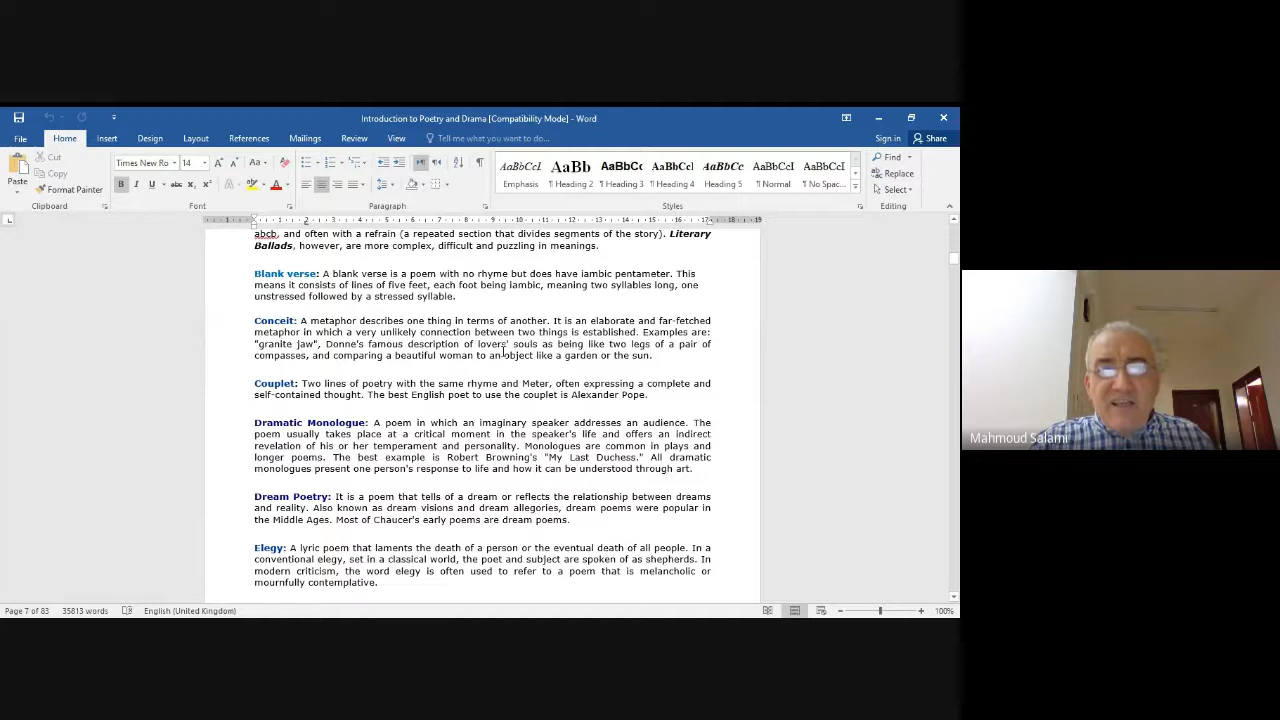 Introduction to Poetry and Drama [Compatibility Mode] - Word
File Home Insert Design Layout References Mailings Review View Tell me what you want to do... Sign in Share
Paste Cut Copy Format Painter
Clipboard
Times New Ro 14
Font
Paragraph
AaBbCcI AaBb AaBbCc AaBbCcI AaBbCc AaBbCcI AaBbCcI
Emphasis ¶ Heading 2 ¶ Heading 3 ¶ Heading 4 Heading 5 ¶ Normal ¶ No Spac...
Styles
Find
Replace
Select
Editing
abcb, and often with a refrain (a repeated section that divides segments of the story). Literary
Ballads, however, are more complex, difficult and puzzling in meanings.
Blank verse: A blank verse is a poem with no rhyme but does have iambic pentameter. This
means it consists of lines of five feet, each foot being iambic, meaning two syllables long, one
unstressed followed by a stressed syllable.
Conceit: A metaphor describes one thing in terms of another. It is an elaborate and far-fetched
metaphor in which a very unlikely connection between two things is established. Examples are:
"granite jaw", Donne's famous description of lovers' souls as being like two legs of a pair of
compasses, and comparing a beautiful woman to an object like a garden or the sun.
Couplet: Two lines of poetry with the same rhyme and Meter, often expressing a complete and
self-contained thought. The best English poet to use the couplet is Alexander Pope.
Dramatic Monologue: A poem in which an imaginary speaker addresses an audience. The
poem usually takes place at a critical moment in the speaker's life and offers an indirect
revelation of his or her temperament and personality. Monologues are common in plays and
longer poems. The best example is Robert Browning's "My Last Duchess." All dramatic
monologues present one person's response to life and how it can be understood through art.
Dream Poetry: It is a poem that tells of a dream or reflects the relationship between dreams
and reality. Also known as dream visions and dream allegories, dream poems were popular in
the Middle Ages. Most of Chaucer's early poems are dream poems.
Elegy: A lyric poem that laments the death of a person or the eventual death of all people. In a
conventional elegy, set in a classical world, the poet and subject are spoken of as shepherds. In
modern criticism, the word elegy is often used to refer to a poem that is melancholic or
mournfully contemplative.
Page 7 of 83 35813 words English (United Kingdom) 100%
Mahmoud Salami